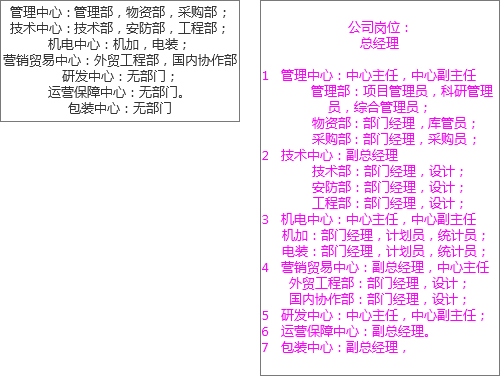 管理中心：管理部，物资部，采购部；
技术中心：技术部，安防部，工程部；
机电中心：机加，电装；
营销贸易中心：外贸工程部，国内协作部
研发中心：无部门；
运营保障中心：无部门。
包装中心：无部门
公司岗位：
总经理
1 管理中心：中心主任，中心副主任
管理部：项目管理员，科研管理
员，综合管理员；
物资部：部门经理，库管员；
采购部：部门经理，采购员；
2 技术中心：副总经理
技术部：部门经理，设计；
安防部：部门经理，设计；
工程部：部门经理，设计；
3 机电中心：中心主任，中心副主任
机加：部门经理，计划员，统计员；
电装：部门经理，计划员，统计员；
4 营销贸易中心：副总经理，中心主任
外贸工程部：部门经理，设计；
国内协作部：部门经理，设计；
5 研发中心：中心主任，中心副主任；
6 运营保障中心：副总经理。
7 包装中心：副总经理，